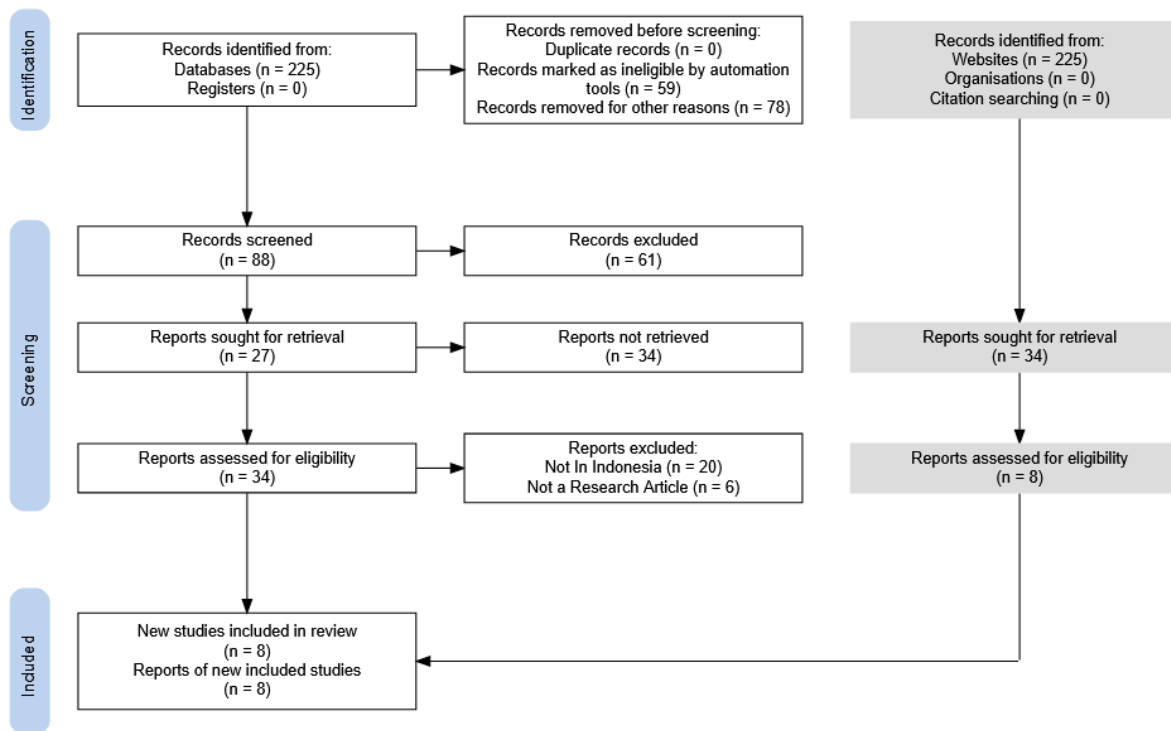 Identification
Records identified from:
Databases (n = 225)
Registers (n = 0)
Records removed before screening:
Duplicate records (n = 0)
Records marked as ineligible by automation
tools (n = 59)
Records removed for other reasons (n = 78)
Records identified from:
Websites (n = 225)
Organisations (n = 0)
Citation searching (n = 0)
Screening
Records screened
(n = 88)
Records excluded
(n = 61)
Reports sought for retrieval
(n = 27)
Reports not retrieved
(n = 34)
Reports sought for retrieval
(n = 34)
Reports assessed for eligibility
(n = 34)
Reports excluded:
Not In Indonesia (n = 20)
Not a Research Article (n = 6)
Reports assessed for eligibility
(n = 8)
Included
New studies included in review
(n = 8)
Reports of new included studies
(n = 8)